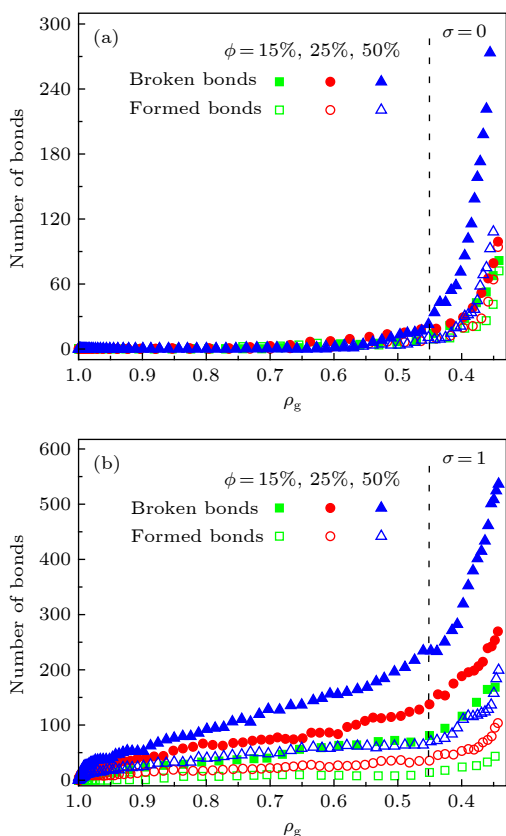 (a)
σ=0
ϕ=15%, 25%, 50%
Broken bonds
Formed bonds
Number of bonds
300
240
180
120
60
0
1.0 0.9 0.8 0.7 0.6 0.5 0.4
ρg
(b)
σ=1
ϕ=15%, 25%, 50%
Broken bonds
Formed bonds
Number of bonds
600
500
400
300
200
100
0
1.0 0.9 0.8 0.7 0.6 0.5 0.4
ρg